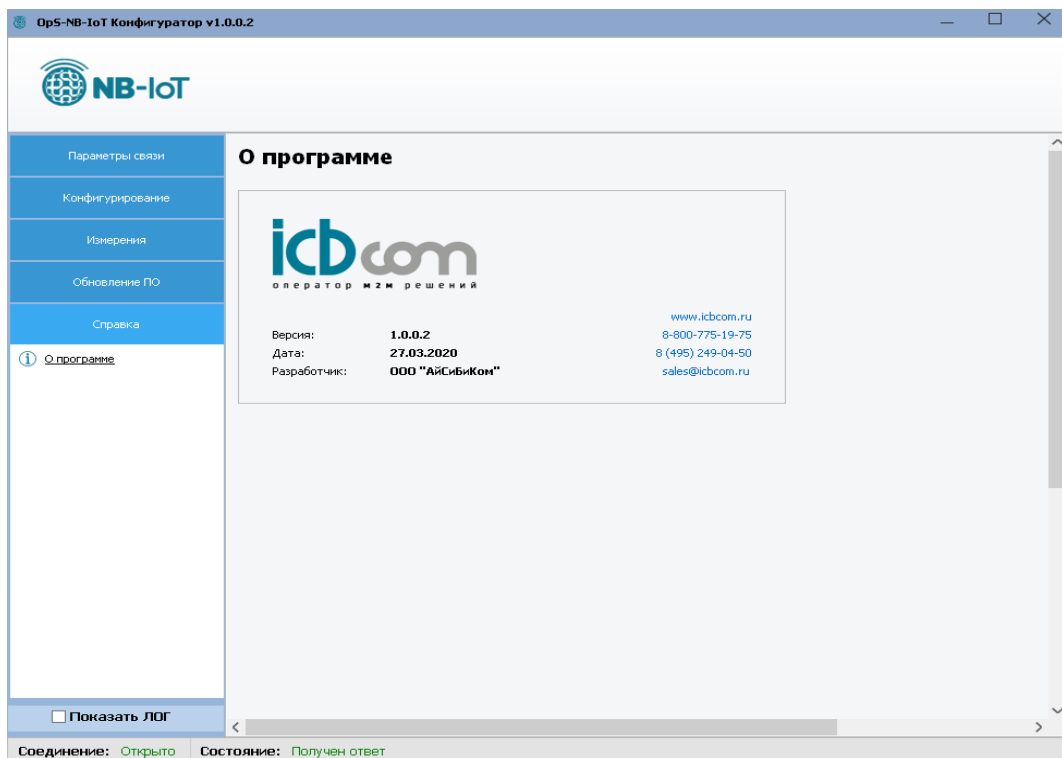 OpS-NB-IoT Конфигуратор v1.0.0.2
NB-IoT
Параметры связи
Конфигурирование
Измерения
Обновление ПО
Справка
О программе
О программе
icbcom
оператор м2м решений
Версия: 1.0.0.2
Дата: 27.03.2020
Разработчик: ООО "АйСиБиКом"
www.icbcom.ru
8-800-775-19-75
8 (495) 249-04-50
sales@icbcom.ru
Показать ЛОГ
Соединение: Открыто Состояние: Получен ответ